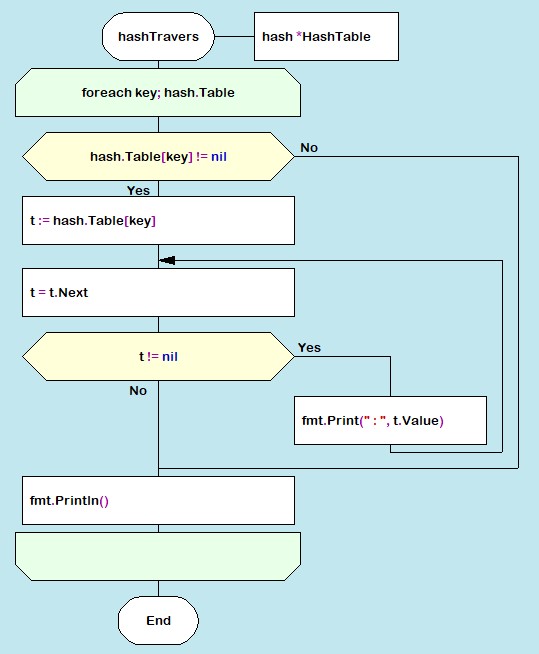 hashTravers
hash *HashTable
foreach key; hash.Table
hash.Table[key] != nil
No
Yes
t := hash.Table[key]
t = t.Next
t != nil
Yes
No
fmt.Print(" : ", t.Value)
fmt.Println()
End